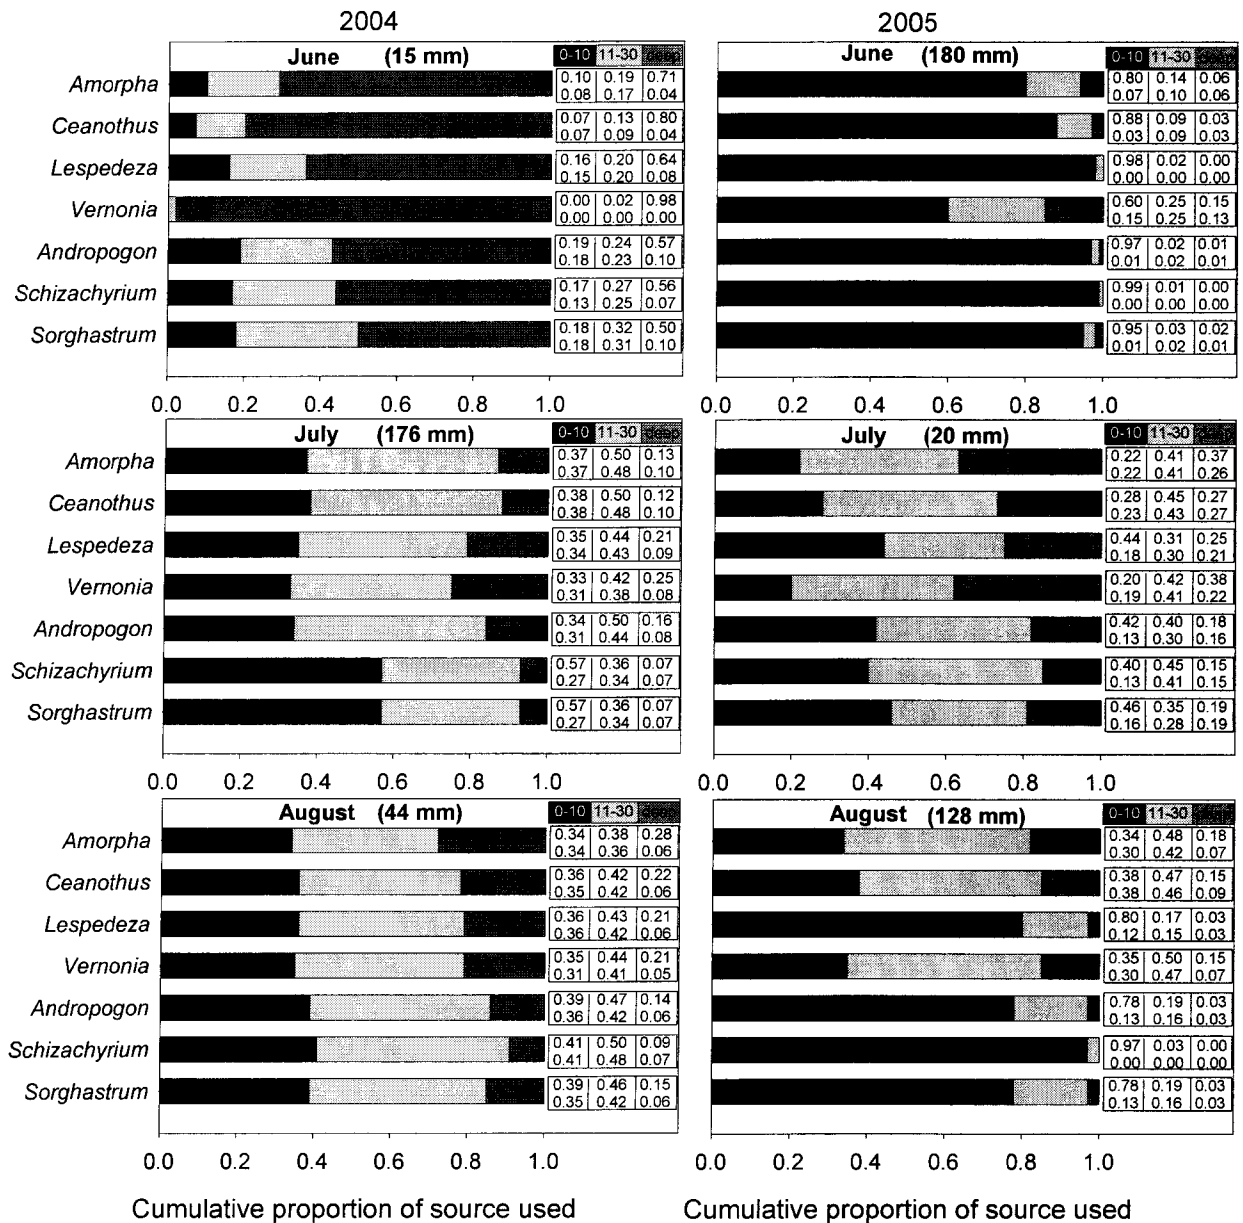 2004
2005
June (15 mm)
0-10 11-30 deep
Amorpha
0.10 0.19 0.71
0.08 0.17 0.04
Ceanothus
0.07 0.13 0.80
0.07 0.09 0.04
Lespedeza
0.16 0.20 0.64
0.15 0.20 0.08
Vernonia
0.00 0.02 0.98
0.00 0.00 0.00
Andropogon
0.19 0.24 0.57
0.18 0.23 0.10
Schizachyrium
0.17 0.27 0.56
0.13 0.25 0.07
Sorghastrum
0.18 0.32 0.50
0.18 0.31 0.10
0.0 0.2 0.4 0.6 0.8 1.0
June (180 mm)
0-10 11-30 deep
0.80 0.14 0.06
0.07 0.10 0.06
0.88 0.09 0.03
0.03 0.09 0.03
0.98 0.02 0.00
0.00 0.00 0.00
0.60 0.25 0.15
0.15 0.25 0.13
0.97 0.02 0.01
0.01 0.02 0.01
0.99 0.01 0.00
0.00 0.00 0.00
0.95 0.03 0.02
0.01 0.02 0.01
0.0 0.2 0.4 0.6 0.8 1.0
July (176 mm)
0-10 11-30 deep
Amorpha
0.37 0.50 0.13
0.37 0.48 0.10
Ceanothus
0.38 0.50 0.12
0.38 0.48 0.10
Lespedeza
0.35 0.44 0.21
0.34 0.43 0.09
Vernonia
0.33 0.42 0.25
0.31 0.38 0.08
Andropogon
0.34 0.50 0.16
0.31 0.44 0.08
Schizachyrium
0.57 0.36 0.07
0.27 0.34 0.07
Sorghastrum
0.57 0.36 0.07
0.27 0.34 0.07
0.0 0.2 0.4 0.6 0.8 1.0
July (20 mm)
0-10 11-30 deep
0.22 0.41 0.37
0.22 0.41 0.26
0.28 0.45 0.27
0.23 0.43 0.27
0.44 0.31 0.25
0.18 0.30 0.21
0.20 0.42 0.38
0.19 0.41 0.22
0.42 0.40 0.18
0.13 0.30 0.16
0.40 0.45 0.15
0.13 0.41 0.15
0.46 0.35 0.19
0.16 0.28 0.19
0.0 0.2 0.4 0.6 0.8 1.0
August (44 mm)
0-10 11-30 deep
Amorpha
0.34 0.38 0.28
0.34 0.36 0.06
Ceanothus
0.36 0.42 0.22
0.35 0.42 0.06
Lespedeza
0.36 0.43 0.21
0.36 0.42 0.06
Vernonia
0.35 0.44 0.21
0.31 0.41 0.05
Andropogon
0.39 0.47 0.14
0.36 0.42 0.06
Schizachyrium
0.41 0.50 0.09
0.41 0.48 0.07
Sorghastrum
0.39 0.46 0.15
0.35 0.42 0.06
0.0 0.2 0.4 0.6 0.8 1.0
Cumulative proportion of source used
August (128 mm)
0-10 11-30 deep
0.34 0.48 0.18
0.30 0.42 0.07
0.38 0.47 0.15
0.38 0.46 0.09
0.80 0.17 0.03
0.12 0.15 0.03
0.35 0.50 0.15
0.30 0.47 0.07
0.78 0.19 0.03
0.13 0.16 0.03
0.97 0.03 0.00
0.00 0.00 0.00
0.78 0.19 0.03
0.13 0.16 0.03
0.0 0.2 0.4 0.6 0.8 1.0
Cumulative proportion of source used